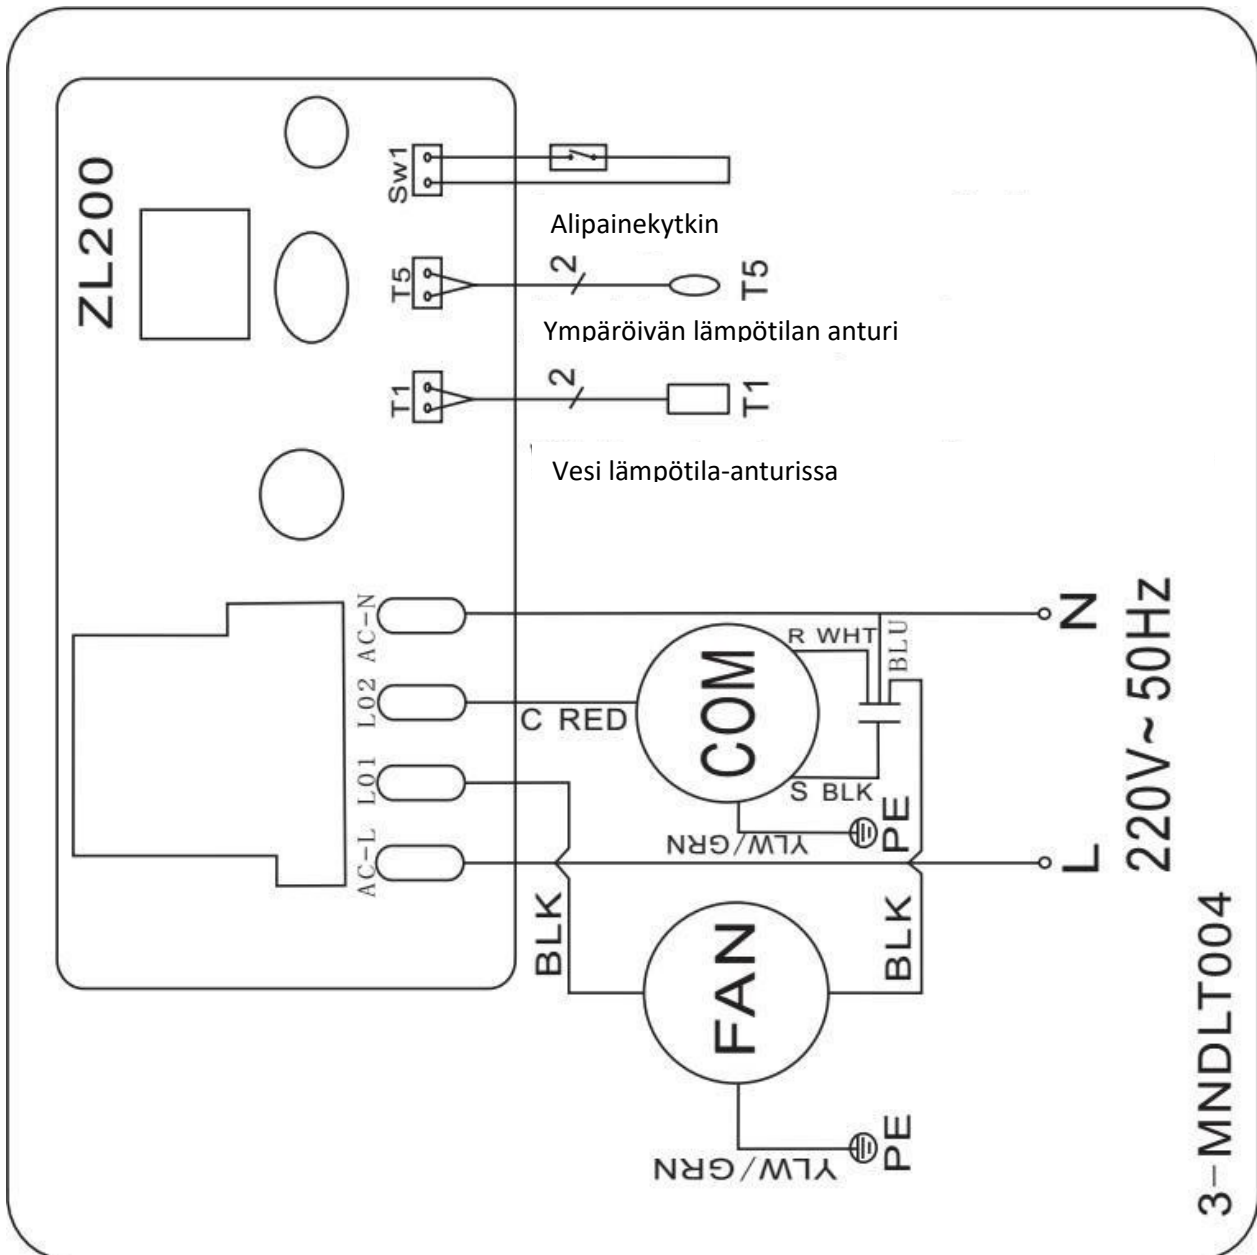 ZL200
Sw1
Alipainekytkin
T5
2
T5
Ympäröivän lämpötilan anturi
T1
2
T1
Vesi lämpötila-anturissa
AC-N
N
R WHT
BLU
L02
C RED
COM
220V~50Hz
L01
S BLK
YLW/GRN
PE
AC-L
L
BLK
FAN
BLK
YLW/GRN
PE
3-MNDLT004